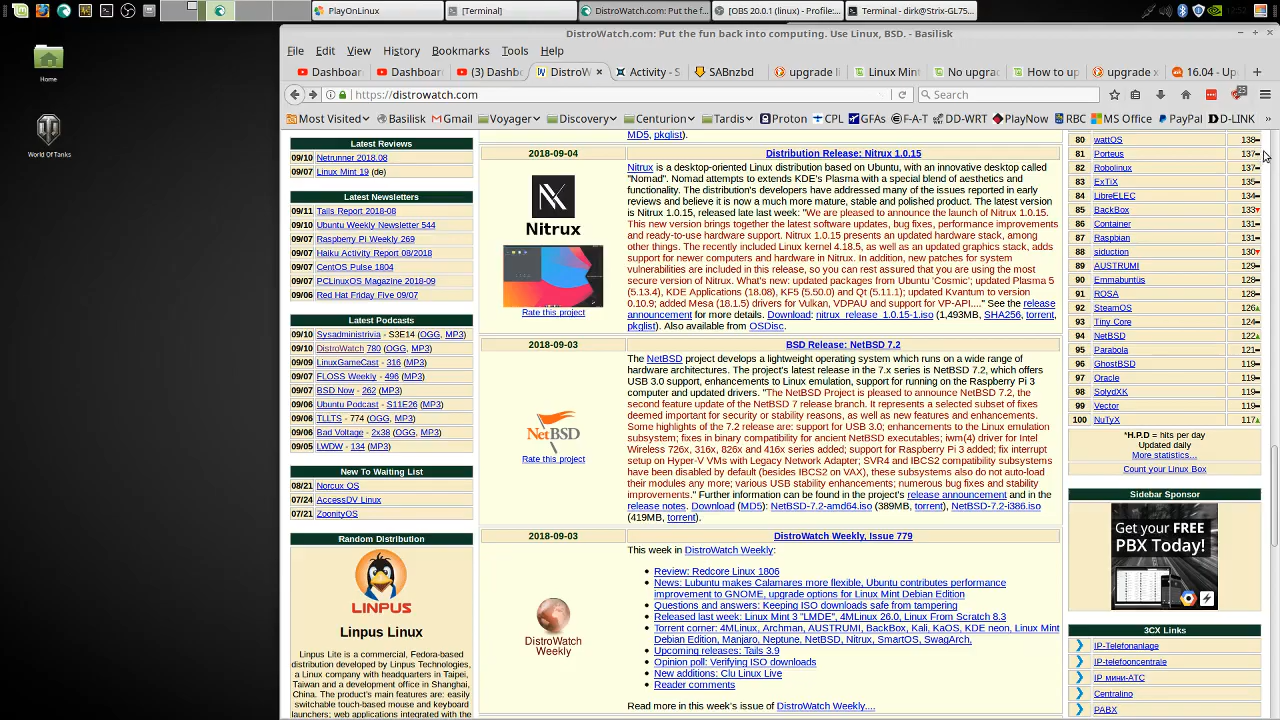 PlayOnLinux
[Terminal]
DistroWatch.com: Put the f...
[OBS 20.0.1 (linux) - Profile:...
Terminal - dirk@Strix-GL75...
Home
World Of Tanks
DistroWatch.com: Put the fun back into computing. Use Linux, BSD. - Basilisk
File Edit View History Bookmarks Tools Help
Dashboar
Dashboar
(3) Dashb
DistroW
Activity - S
SABnzbd
upgrade i
Linux Min
No upgra
How to up
upgrade x
16.04 - Up
https://distrowatch.com
Search
25
Most Visited Basilisk Gmail Voyager Desktops Centurion Tardis Proton CPL GFAs F-A-T DD-WRT PlayNow RBC MS Office PayPal D-LINK »
Latest Reviews
09/10 Netrunner 2018.08
09/07 Linux Mint 19 (de)
Latest Newsletters
09/11 Tails Report 2018-08
09/10 Ubuntu Weekly Newsletter 544
09/09 Raspberry Pi Weekly 269
09/07 Haiku Activity Report 08/2018
09/07 CentOS Pulse 1804
09/07 PCLinuxOS Magazine 2018-09
09/06 Red Hat Friday Five 09/07
Latest Podcasts
09/10 Sysadministrivia - S3E14 (OGG, MP3)
09/10 DistroWatch 780 (OGG, MP3)
09/09 LinuxGameCast - 316 (MP3)
09/07 FLOSS Weekly - 496 (MP3)
09/07 BSD Now - 262 (MP3)
09/06 Ubuntu Podcast - S11E26 (MP3)
09/06 TLLTS - 774 (OGG, MP3)
09/06 Bad Voltage - 2x38 (OGG, MP3)
09/05 LWDW - 134 (MP3)
New To Waiting List
08/21 Norcux OS
07/24 AccessDV Linux
07/21 ZoonityOS
Random Distribution
LINPUS
Linpus Linux
Linpus Lite is a commercial, Fedora-based
distribution developed by Linpus Technologies,
a Linux company with headquarters in Taipei,
Taiwan and a development office in Shanghai,
China. The product's main features are: easily
switchable touch-based mouse and keyboard
launchers; web applications integrated with the
MD5, pkglist).
2018-09-04
Distribution Release: Nitrux 1.0.15
Nitrux
Rate this project
Nitrux is a desktop-oriented Linux distribution based on Ubuntu, with an innovative desktop called
"Nomad". Nomad attempts to extends KDE's Plasma with a special blend of aesthetics and
functionality. The distribution's developers have addressed many of the issues reported in early
reviews and believe it is now a much more mature, stable and polished product. The latest version
is Nitrux 1.0.15, released late last week: "We are pleased to announce the launch of Nitrux 1.0.15.
This new version brings together the latest software updates, bug fixes, performance improvements
and ready-to-use hardware support. Nitrux 1.0.15 presents an updated hardware stack, among
other things. The recently included Linux kernel 4.18.5, as well as an updated graphics stack, adds
support for newer computers and hardware in Nitrux. In addition, new patches for system
vulnerabilities are included in this release, so you can rest assured that you are using the most
secure version of Nitrux. What's new: updated packages from Ubuntu 'Cosmic'; updated Plasma 5
(5.13.4), KDE Applications (18.08), KF5 (5.50.0) and Qt (5.11.1); updated Kvantum to version
0.10.9; added Mesa (18.1.5) drivers for Vulkan, VDPAU and support for VP-API...." See the release
announcement for more details. Download: nitrux_release_1.0.15-1.iso (1,493MB, SHA256, torrent,
pkglist). Also available from OSDisc.
2018-09-03
BSD Release: NetBSD 7.2
NetBSD
Rate this project
The NetBSD project develops a lightweight operating system which runs on a wide range of
hardware architectures. The project's latest release in the 7.x series is NetBSD 7.2, which offers
USB 3.0 support, enhancements to Linux emulation, support for running on the Raspberry Pi 3
computer and updated drivers. "The NetBSD Project is pleased to announce NetBSD 7.2, the
second feature update of the NetBSD 7 release branch. It represents a selected subset of fixes
deemed important for security or stability reasons, as well as new features and enhancements.
Some highlights of the 7.2 release are: support for USB 3.0; enhancements to the Linux emulation
subsystem; fixes in binary compatibility for ancient NetBSD executables; iwm(4) driver for Intel
Wireless 726x, 316x, 826x and 416x series added; support for Raspberry Pi 3 added; fix interrupt
setup on Hyper-V VMs with Legacy Network Adapter; SVR4 and IBCS2 compatibility subsystems
have been disabled by default (besides IBCS2 on VAX), these subsystems also do not auto-load
their modules any more; various USB stability enhancements; numerous bug fixes and stability
improvements." Further information can be found in the project's release announcement and in the
release notes. Download (MD5): NetBSD-7.2-amd64.iso (389MB, torrent), NetBSD-7.2-i386.iso
(419MB, torrent).
2018-09-03
DistroWatch Weekly, Issue 779
DistroWatch
Weekly
This week in DistroWatch Weekly:
Review: Redcore Linux 1806
News: Lubuntu makes Calamares more flexible, Ubuntu contributes performance
improvement to GNOME, upgrade options for Linux Mint Debian Edition
Questions and answers: Keeping ISO downloads safe from tampering
Released last week: Linux Mint 3 "LMDE", 4MLinux 26.0, Linux From Scratch 8.3
Torrent corner: 4MLinux, Archman, AUSTRUMI, BackBox, Kali, KaOS, KDE neon, Linux Mint
Debian Edition, Manjaro, Neptune, NetBSD, Nitrux, SmartOS, SwagArch,
Upcoming releases: Tails 3.9
Opinion poll: Verifying ISO downloads
New additions: Clu Linux Live
Reader comments
Read more in this week's issue of DistroWatch Weekly....
80 wattOS 138
81 Porteus 137
82 Robolinux 137
83 ExTiX 135
84 LibreELEC 135
85 BackBox 133
86 Container 131
87 Raspbian 131
88 siduction 130
89 AUSTRUMI 129
90 Emmabuntus 128
91 ROSA 128
92 SteamOS 126
93 Tiny Core 124
94 NetBSD 122
95 Parabola 121
96 GhostBSD 119
97 Oracle 119
98 SolydXK 119
99 Vector 119
100 NuTyX 117
*H.P.D = hits per day
Updated daily
More statistics...
Count your Linux Box
Sidebar Sponsor
Get your FREE
PBX Today!
3CX Links
IP-Telefonanlage
IP-telefooncentrale
IP мини-АТС
Centralino
PABX